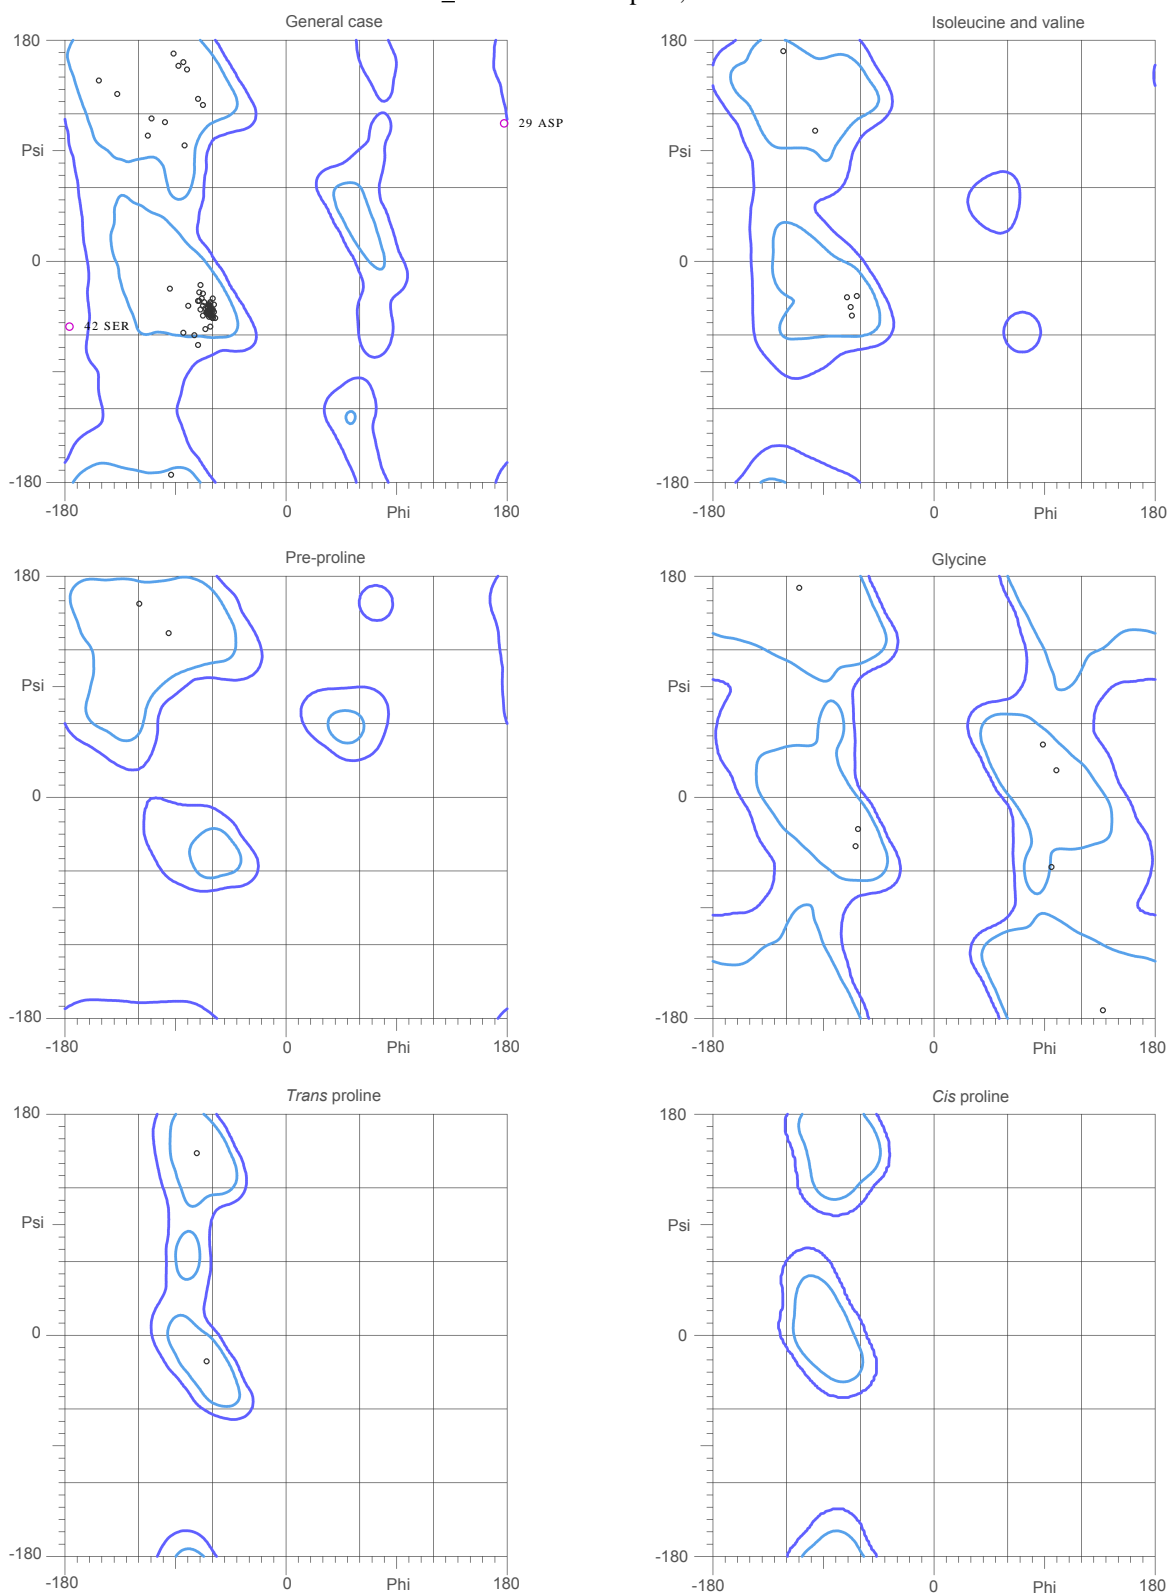 General case
180
Psi
0
-180
-180
0
Phi
180
29 ASP
42 SER
Isoleucine and valine
180
Psi
0
-180
-180
0
Phi
180
Pre-proline
180
Psi
0
-180
-180
0
Phi
180
Glycine
180
Psi
0
-180
-180
0
Phi
180
Trans proline
180
Psi
0
-180
-180
0
Phi
180
Cis proline
180
Psi
0
-180
-180
0
Phi
180